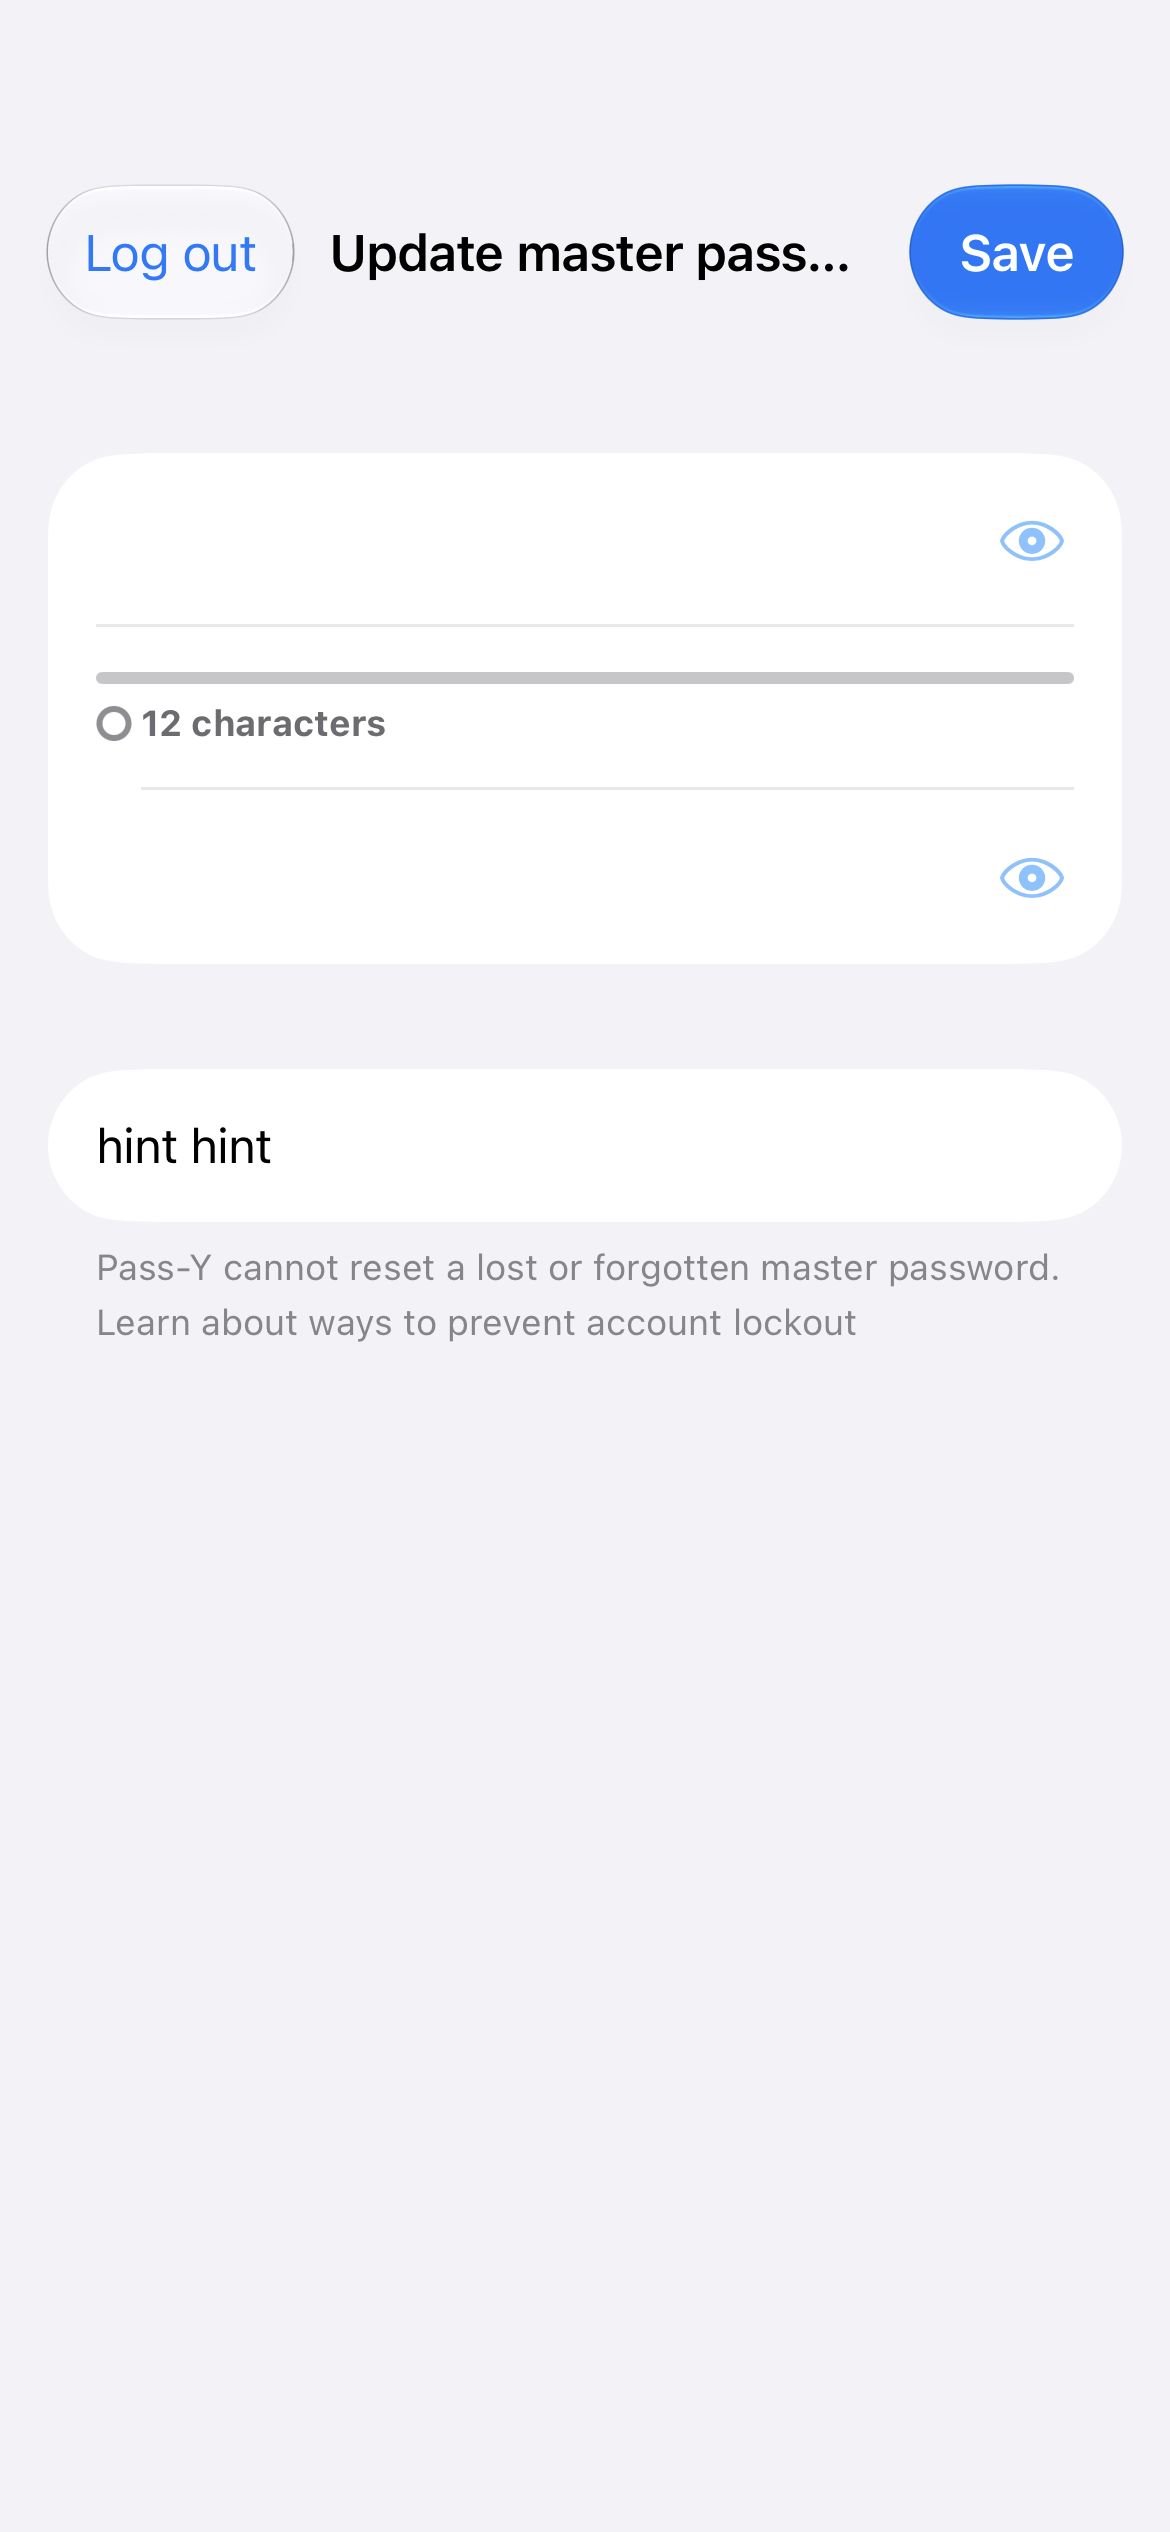 Log out
Update master pass...
Save
12 characters
hint hint
Pass-Y cannot reset a lost or forgotten master password.
Learn about ways to prevent account lockout